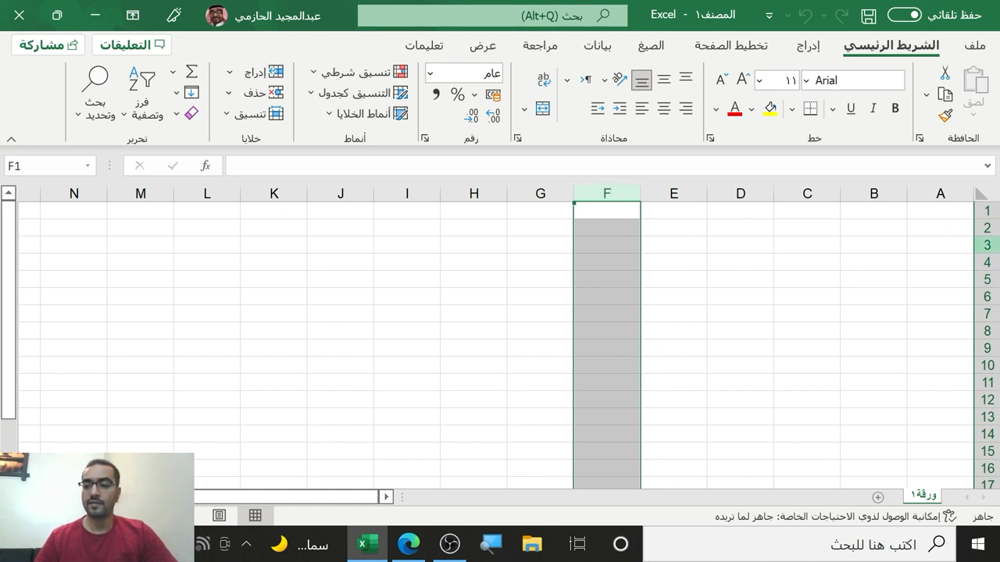 حفظ تلقائي
المصنف١ - Excel
بحث (Alt+Q)
عبدالمجيد الحازمي
ملف
الشريط الرئيسي
إدراج
تخطيط الصفحة
الصيغ
بيانات
مراجعة
عرض
تعليمات
التعليقات
مشاركة
لصق
Arial
١١
B I U
A
ab
عام
%
.00
.0
تنسيق شرطي
التنسيق كجدول
أنماط الخلايا
إدراج
حذف
تنسيق
فرز وتصفية
بحث وتحديد
الحافظة
خط
محاذاة
رقم
أنماط
خلايا
تحرير
F1
fx
A B C D E F G H I J K L M N
1
2
3
4
5
6
7
8
9
10
11
12
13
14
15
16
17
ورقة١
جاهز
إمكانية الوصول لذوي الاحتياجات الخاصة: جاهز لما تريده
اكتب هنا للبحث
سما...